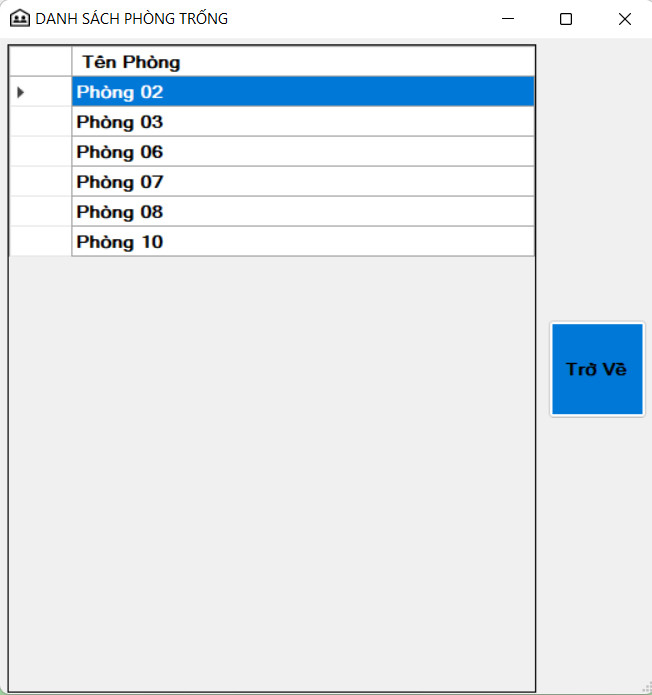 DANH SÁCH PHÒNG TRỐNG
Tên Phòng
Phòng 02
Phòng 03
Phòng 06
Phòng 07
Phòng 08
Phòng 10
Trở Về